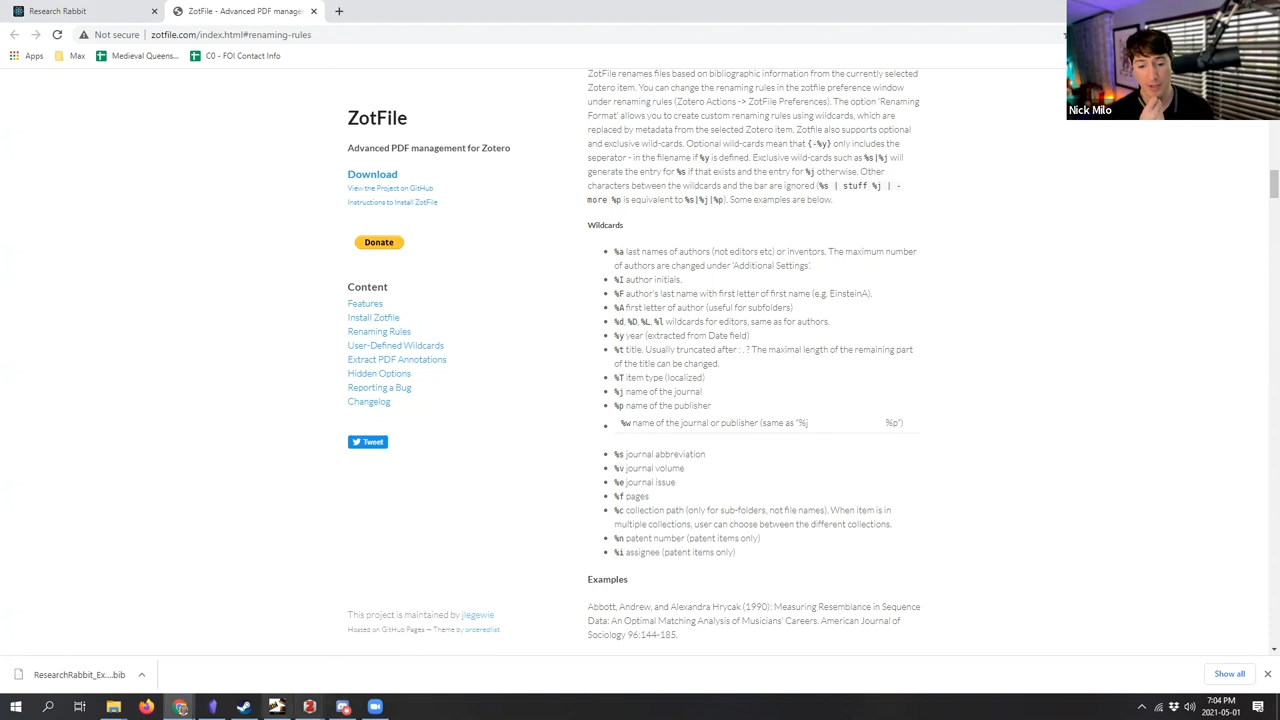 Research Rabbit
ZotFile - Advanced PDF manage
Not secure
zotfile.com/index.html#renaming-rules
Apps
Max
Medieval Queens...
C0 - FOI Contact Info
Nick Milo
ZotFile
Advanced PDF management for Zotero
Download
View the Project on GitHub
Instructions to Install ZotFile
Donate
Content
Features
Install Zotfile
Renaming Rules
User-Defined Wildcards
Extract PDF Annotations
Hidden Options
Reporting a Bug
Changelog
Tweet
This project is maintained by jlegewie
Hosted on GitHub Pages — Theme by orderedlist
ZotFile renames files based on bibliographic information from the currently selected
Zotero item. You can change the renaming rules in the zotfile preference window
under renaming rules (Zotero Actions -> ZotFile Preferences). The option 'Renaming
Format' allows you to create custom renaming rules using wildcards, which are
replaced by metadata from the selected Zotero item. Zotfile also supports optional
and exclusive wild-cards. Optional wild-cards mean that {-%y} only includes the
seperator - in the filename if %y is defined. Exclusive wild-cards such as %s|%j will
generate the entry for %s if that exists and the entry for %j otherwise. Other
characters between the wildcards and the bar are ignored (%s | stuff %j | -
more %p is equivalent to %s|%j|%p). Some examples are below.
Wildcards
%a last names of authors (not editors etc) or inventors. The maximum number
of authors are changed under 'Additional Settings'.
%I author initials.
%F author's last name with first letter of first name (e.g. EinsteinA).
%A first letter of author (useful for subfolders)
%d, %D, %L, %l wildcards for editors, same as for authors.
%y year (extracted from Date field)
%t title. Usually truncated after : . ? The maximal length of the remaining part
of the title can be changed.
%T item type (localized)
%j name of the journal
%p name of the publisher
%w name of the journal or publisher (same as "%j %p")
%s journal abbreviation
%v journal volume
%e journal issue
%f pages
%c collection path (only for sub-folders, not file names). When item is in
multiple collections, user can choose between the different collections.
%n patent number (patent items only)
%i assignee (patent items only)
Examples
Abbott, Andrew, and Alexandra Hrycak (1990): Measuring Resemblance in Sequence
Data: An Optimal Matching Analysis of Musicians' Careers. American Journal of
Sociology 96:144-185.
ResearchRabbit_Ex....bib
Show all
7:04 PM
2021-05-01